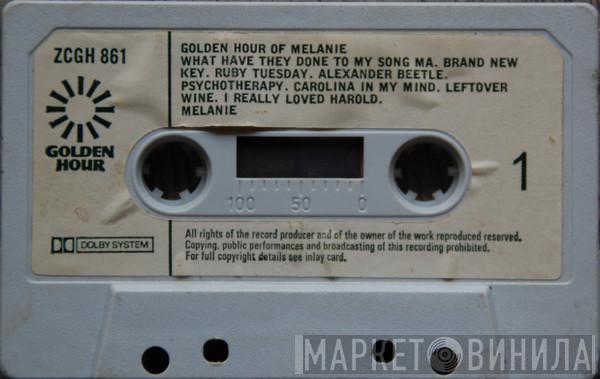 ZCGH 861
GOLDEN HOUR
GOLDEN HOUR OF MELANIE
WHAT HAVE THEY DONE TO MY SONG MA. BRAND NEW
KEY. RUBY TUESDAY. ALEXANDER BEETLE.
PSYCHOTHERAPY. CAROLINA IN MY MIND. LEFTOVER
WINE. I REALLY LOVED HAROLD.
MELANIE
1
100 50 0
DOLBY SYSTEM
All rights of the record producer and of the owner of the work reproduced reserved.
Copying, public performances and broadcasting of this recording prohibited.
For full copyright details see inlay card.
МАРКЕТ ВИНИЛА